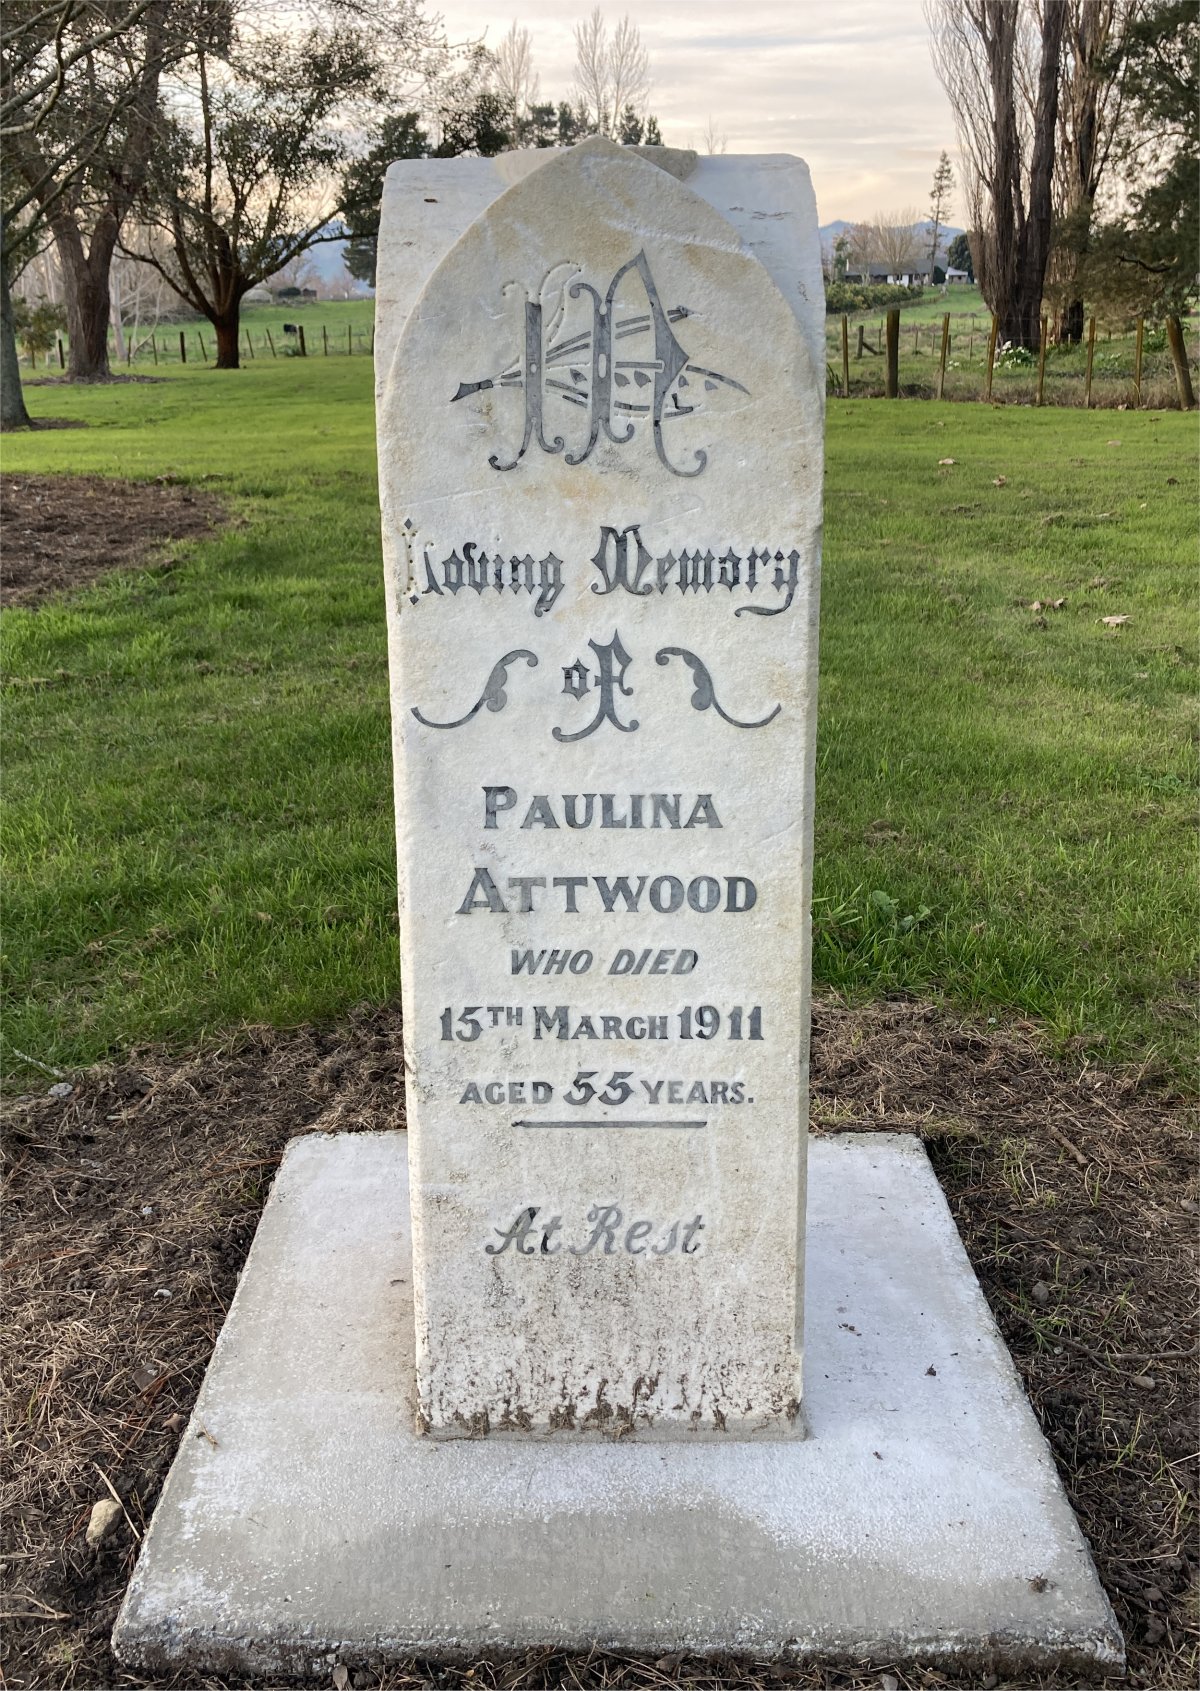 IN
Loving Memory
of
PAULINA
ATTWOOD
WHO DIED
15TH MARCH 1911
AGED 55 YEARS.
At Rest